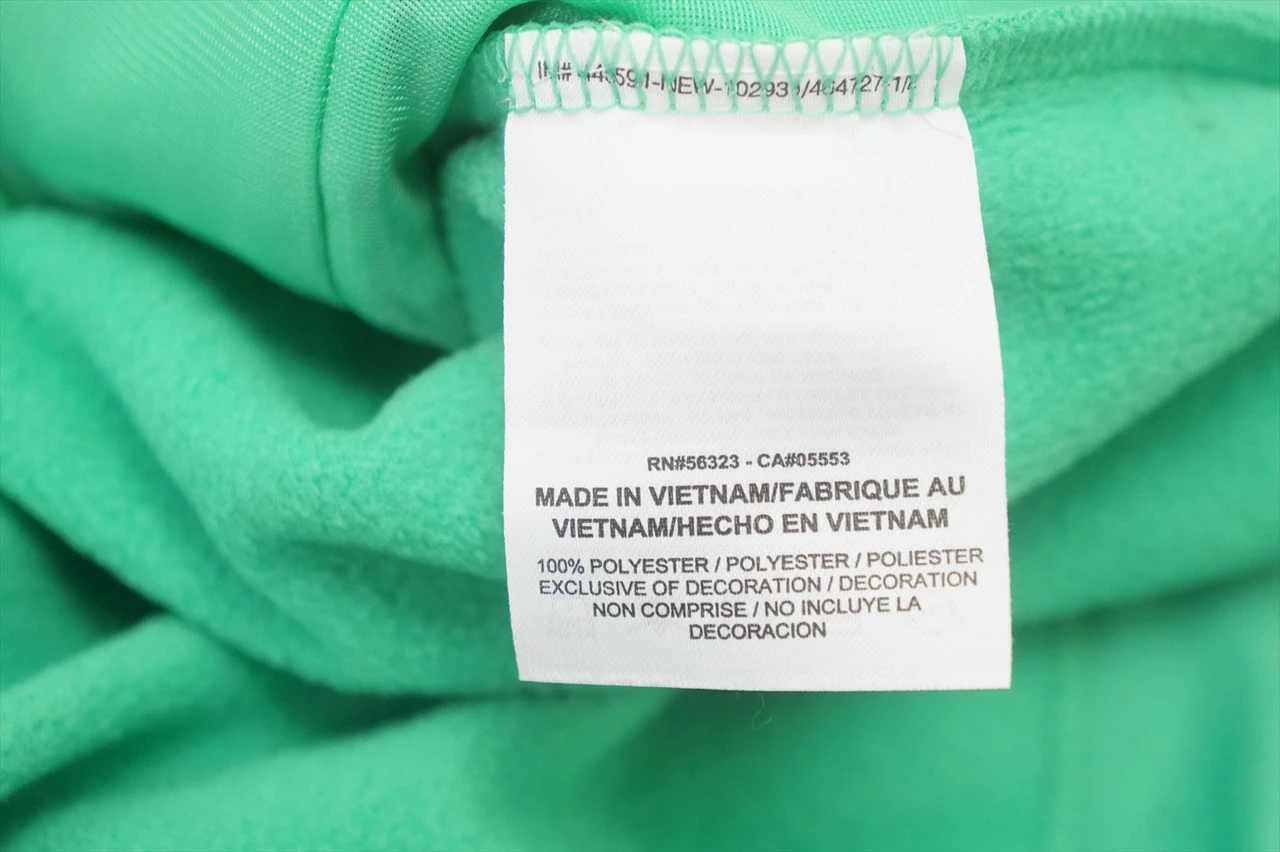 RN#56323 - CA#05553
MADE IN VIETNAM/FABRIQUE AU
VIETNAM/HECHO EN VIETNAM
100% POLYESTER / POLYESTER / POLIESTER
EXCLUSIVE OF DECORATION / DECORATION
NON COMPRISE / NO INCLUYE LA
DECORACION